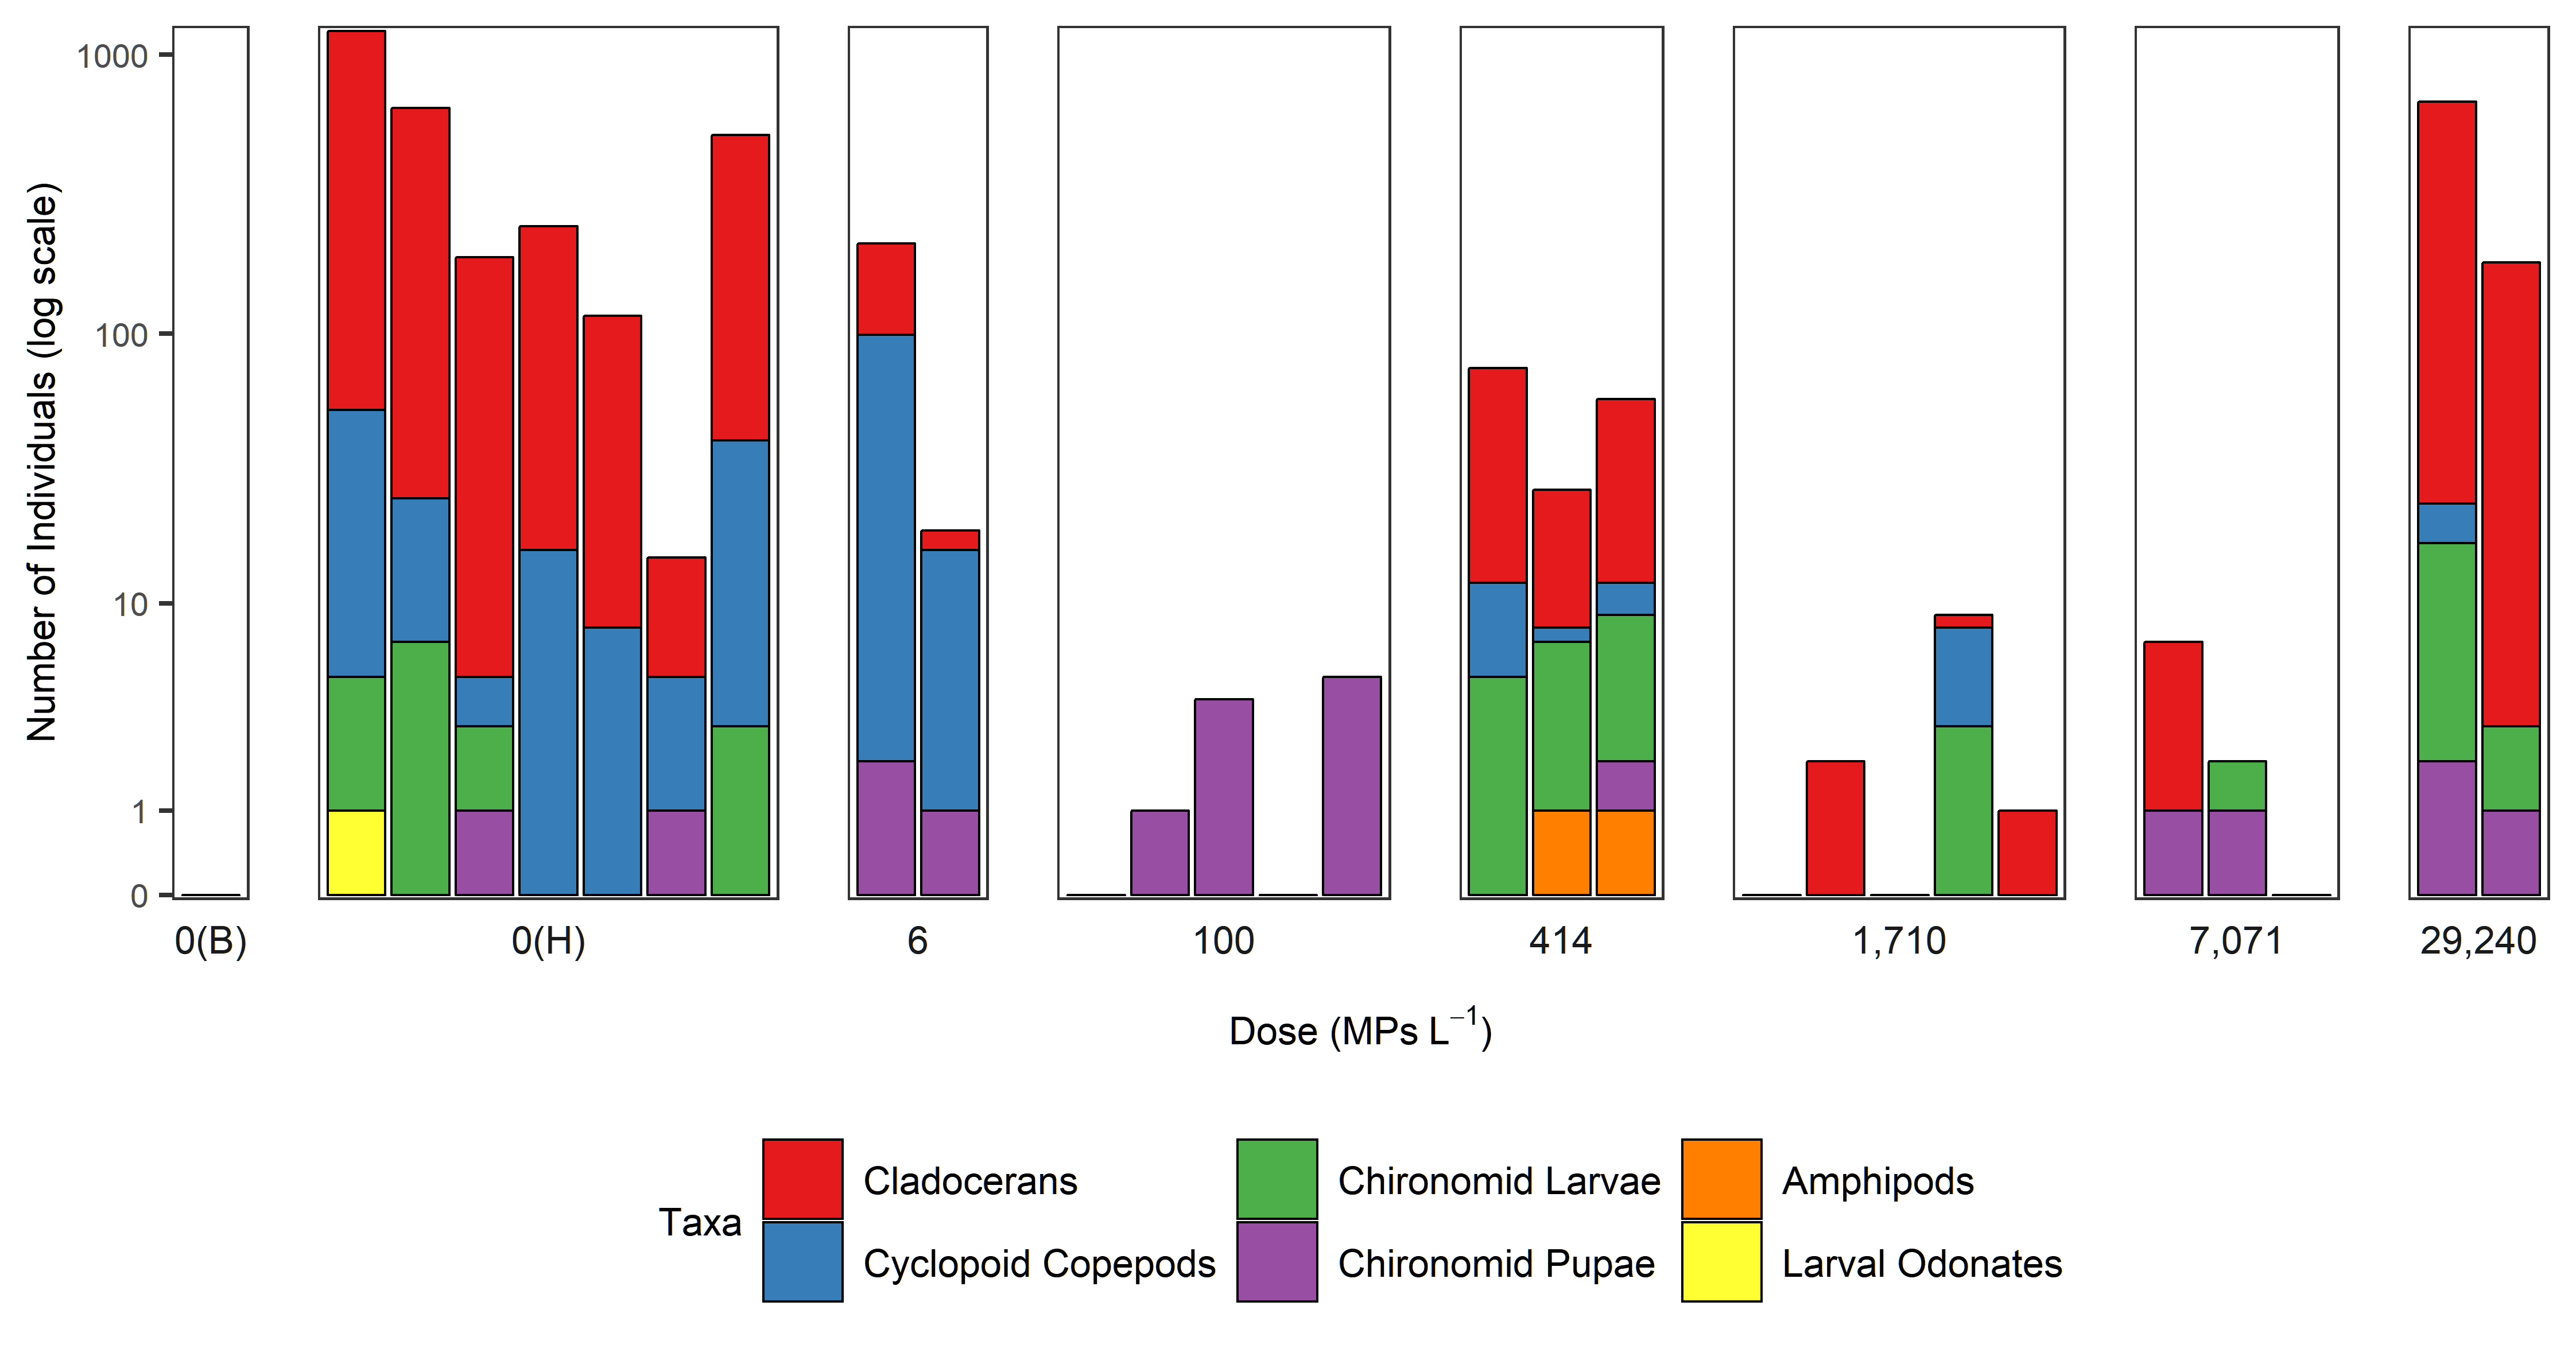 Number of Individuals (log scale)
1000
100
10
1
0
0(B) 0(H) 6 100 414 1,710 7,071 29,240
Dose (MPs L⁻¹)
Taxa
Cladocerans Chironomid Larvae Amphipods
Cyclopoid Copepods Chironomid Pupae Larval Odonates